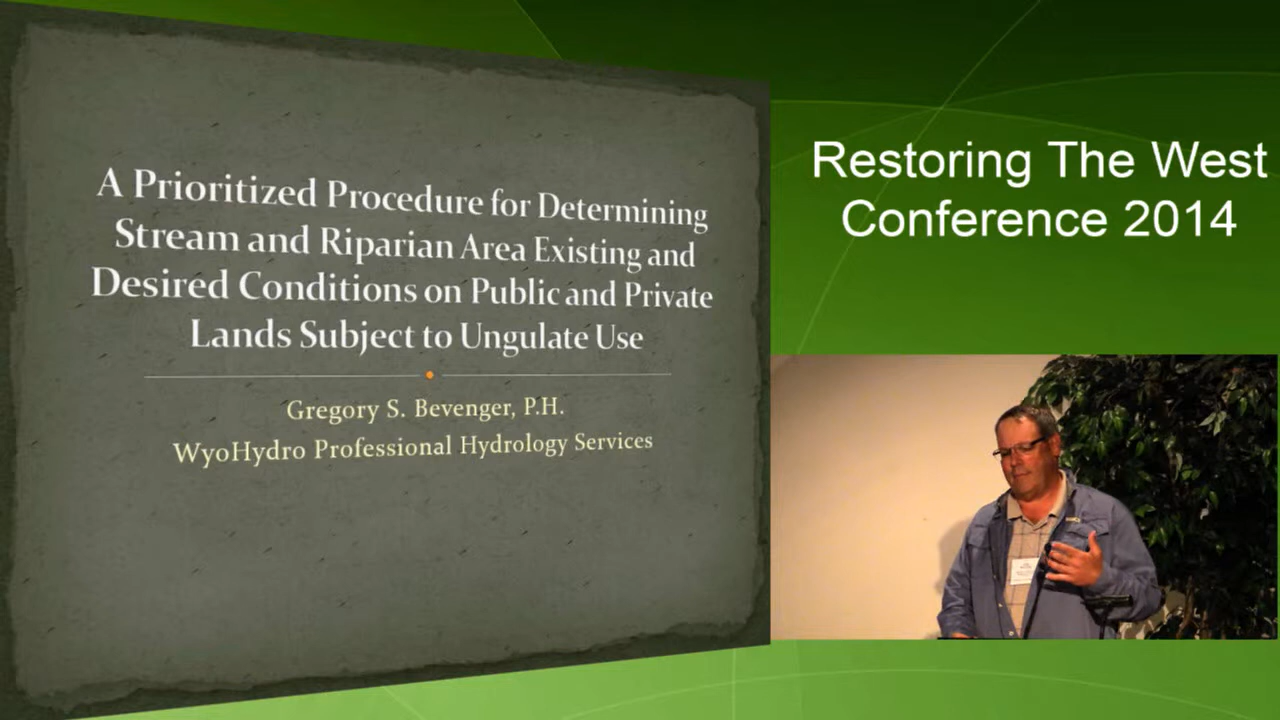 A Prioritized Procedure for Determining
Stream and Riparian Area Existing and
Desired Conditions on Public and Private
Lands Subject to Ungulate Use
Gregory S. Bevenger, P.H.
WyoHydro Professional Hydrology Services
Restoring The West
Conference 2014